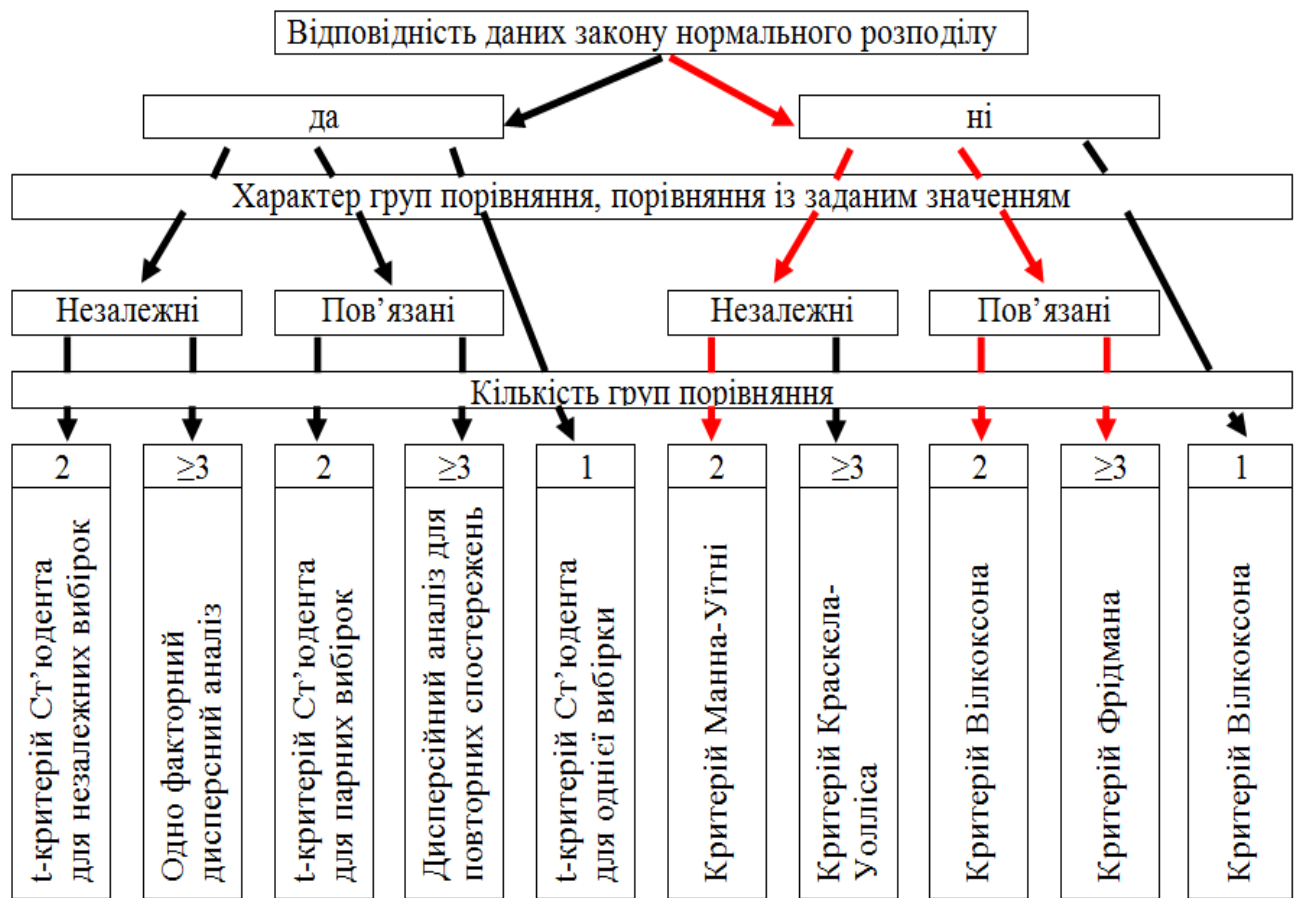 Відповідність даних закону нормального розподілу
да
ні
Характер груп порівняння, порівняння із заданим значенням
Незалежні
Пов’язані
Незалежні
Пов’язані
Кількість груп порівняння
2
≥3
2
≥3
1
2
≥3
2
≥3
1
t-критерій Ст’юдента
для незалежних вибірок
Одно факторний
дисперсний аналіз
t-критерій Ст’юдента
для парних вибірок
Дисперсійний аналіз для
повторних спостережень
t-критерій Ст’юдента
для однієї вибірки
Критерій Манна-Уїтні
Критерій Краскела-
Уолліса
Критерій Вілкоксона
Критерій Фрідмана
Критерій Вілкоксона